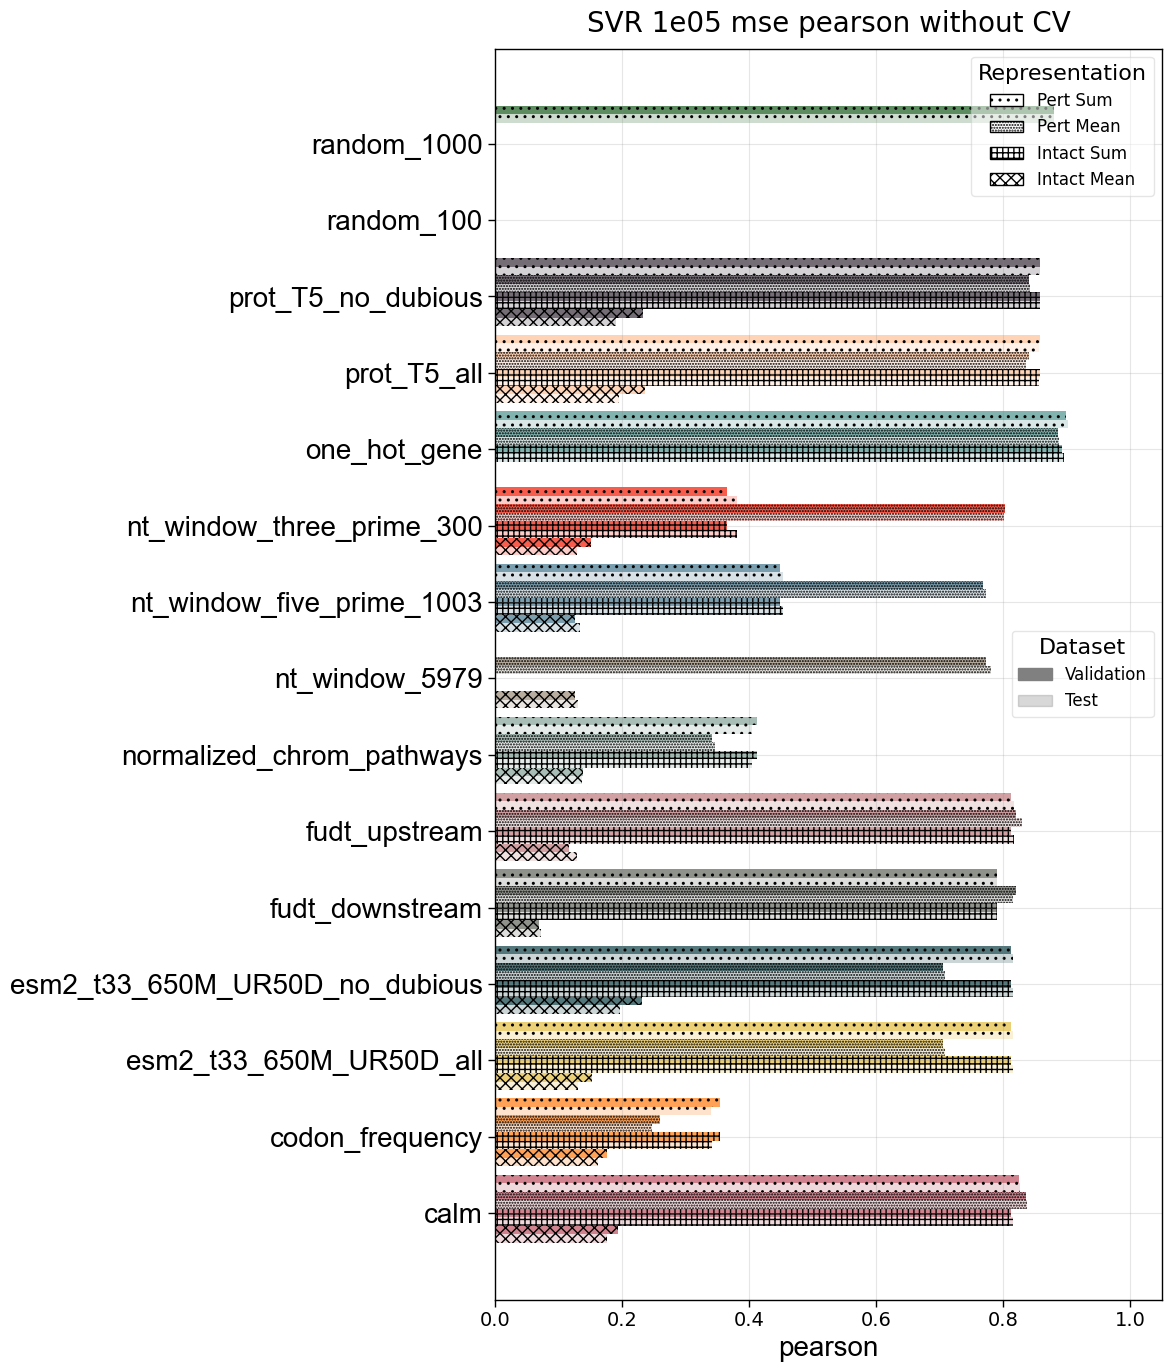 SVR 1e05 mse pearson without CV
Representation
Pert Sum
Pert Mean
Intact Sum
Intact Mean
random_1000
random_100
prot_T5_no_dubious
prot_T5_all
one_hot_gene
nt_window_three_prime_300
nt_window_five_prime_1003
nt_window_5979
Dataset
Validation
Test
normalized_chrom_pathways
fudt_upstream
fudt_downstream
esm2_t33_650M_UR50D_no_dubious
esm2_t33_650M_UR50D_all
codon_frequency
calm
0.0 0.2 0.4 0.6 0.8 1.0
pearson